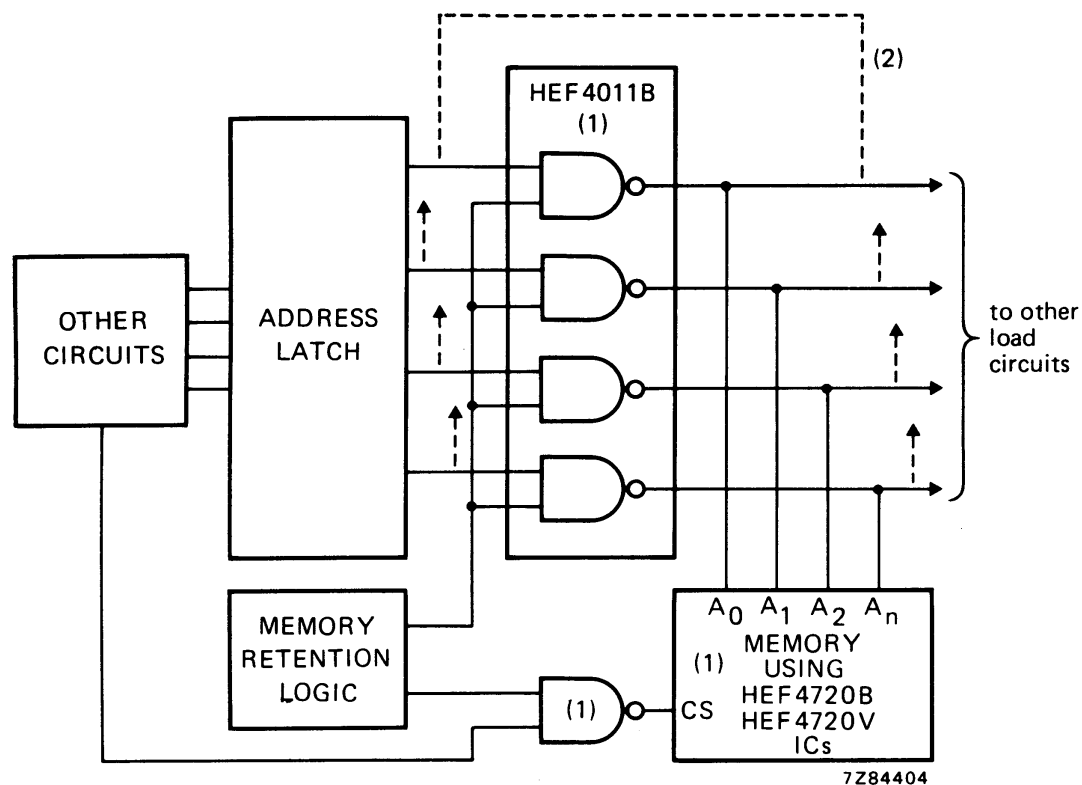 (2)
HEF4011B
(1)
OTHER
CIRCUITS
ADDRESS
LATCH
to other
load
circuits
MEMORY
RETENTION
LOGIC
(1)
A0 A1 A2 An
(1)
MEMORY
USING
HEF4720B
HEF4720V
ICs
CS
7Z84404